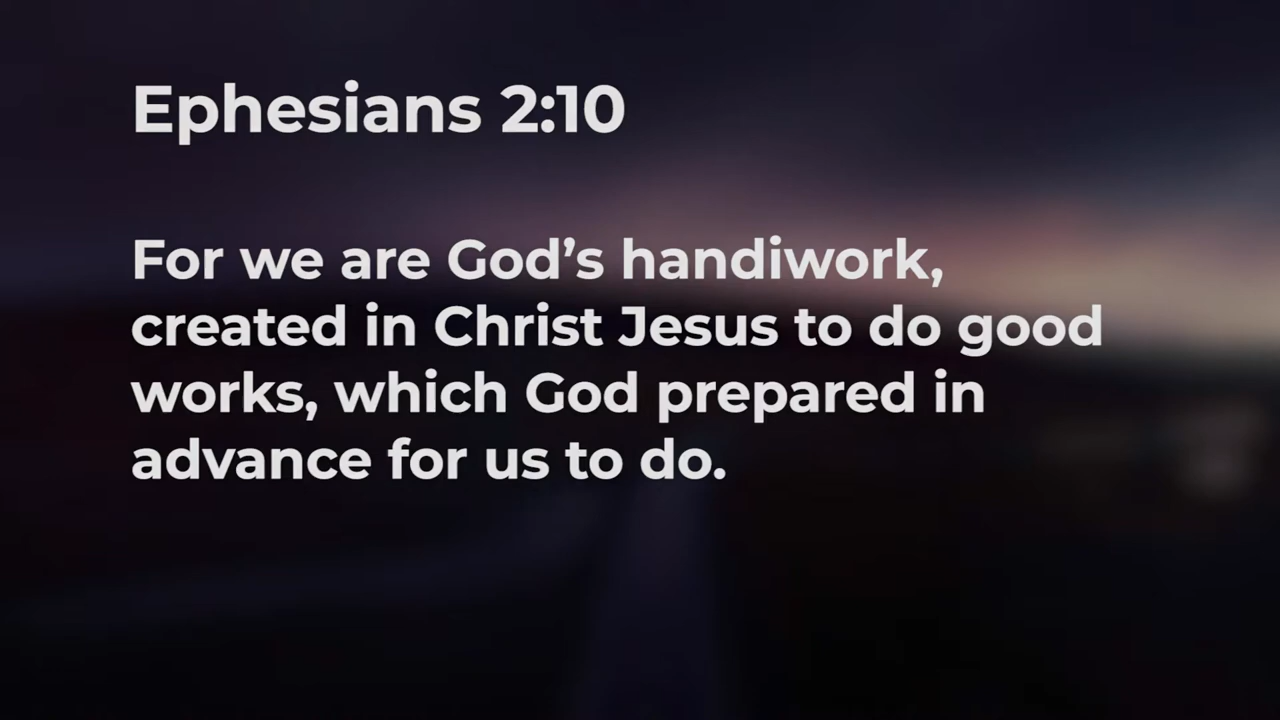 Ephesians 2:10
For we are God’s handiwork,
created in Christ Jesus to do good
works, which God prepared in
advance for us to do.